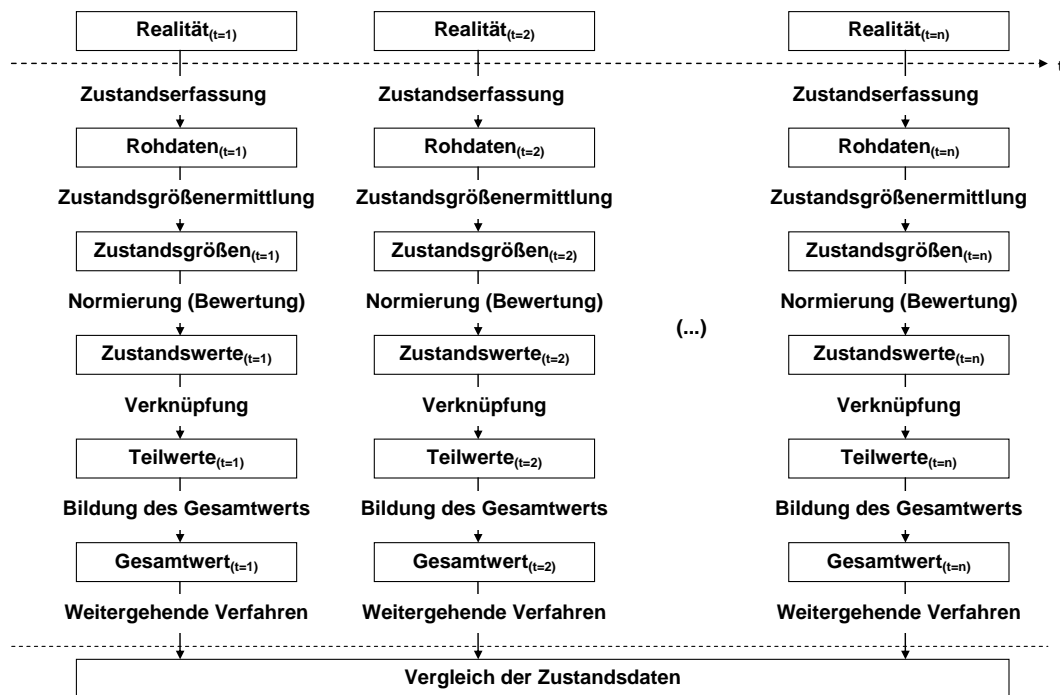 Realität(t=1) Realität(t=2) Realität(t=n)
t
Zustandserfassung Zustandserfassung Zustandserfassung
Rohdaten(t=1) Rohdaten(t=2) Rohdaten(t=n)
Zustandsgrößenermittlung Zustandsgrößenermittlung Zustandsgrößenermittlung
Zustandsgrößen(t=1) Zustandsgrößen(t=2) Zustandsgrößen(t=n)
Normierung (Bewertung) Normierung (Bewertung) Normierung (Bewertung)
(...)
Zustandswerte(t=1) Zustandswerte(t=2) Zustandswerte(t=n)
Verknüpfung Verknüpfung Verknüpfung
Teilwerte(t=1) Teilwerte(t=2) Teilwerte(t=n)
Bildung des Gesamtwerts Bildung des Gesamtwerts Bildung des Gesamtwerts
Gesamtwert(t=1) Gesamtwert(t=2) Gesamtwert(t=n)
Weitergehende Verfahren Weitergehende Verfahren Weitergehende Verfahren
Vergleich der Zustandsdaten